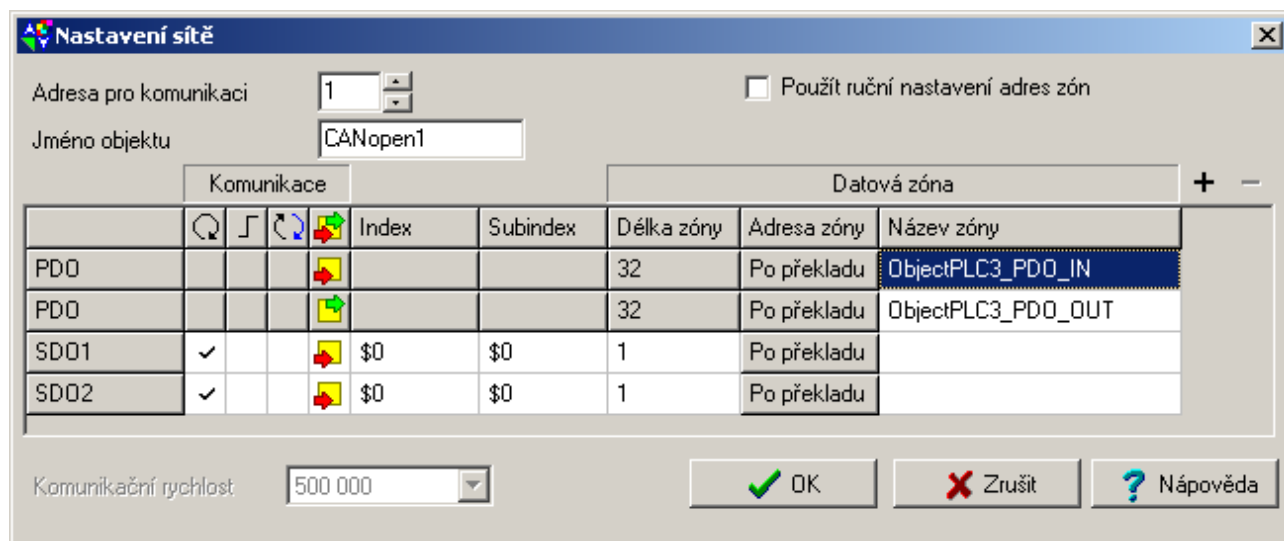 Nastavení sítě
Adresa pro komunikaci 1 Použít ruční nastavení adres zón
Jméno objektu CANopen1
Komunikace Datová zóna
Index Subindex Délka zóny Adresa zóny Název zóny
PDO 32 Po překladu ObjectPLC3_PDO_IN
PDO 32 Po překladu ObjectPLC3_PDO_OUT
SDO1 $0 $0 1 Po překladu
SDO2 $0 $0 1 Po překladu
Komunikační rychlost 500 000 OK Zrušit Nápověda